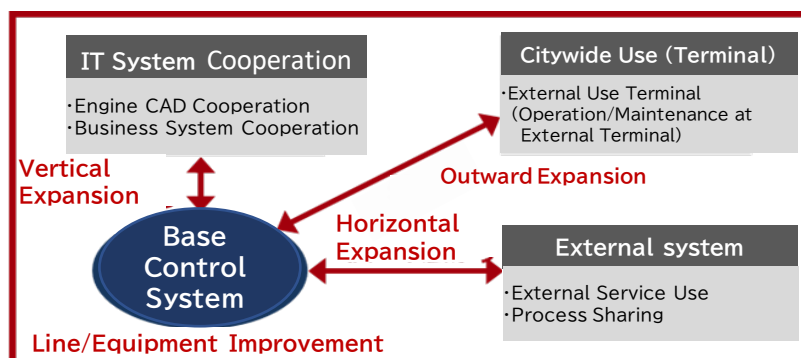 IT System Cooperation
・Engine CAD Cooperation
・Business System Cooperation
Citywide Use (Terminal)
・External Use Terminal
(Operation/Maintenance at
External Terminal)
Vertical
Expansion
Outward Expansion
Base
Control
System
Horizontal
Expansion
External system
・External Service Use
・Process Sharing
Line/Equipment Improvement